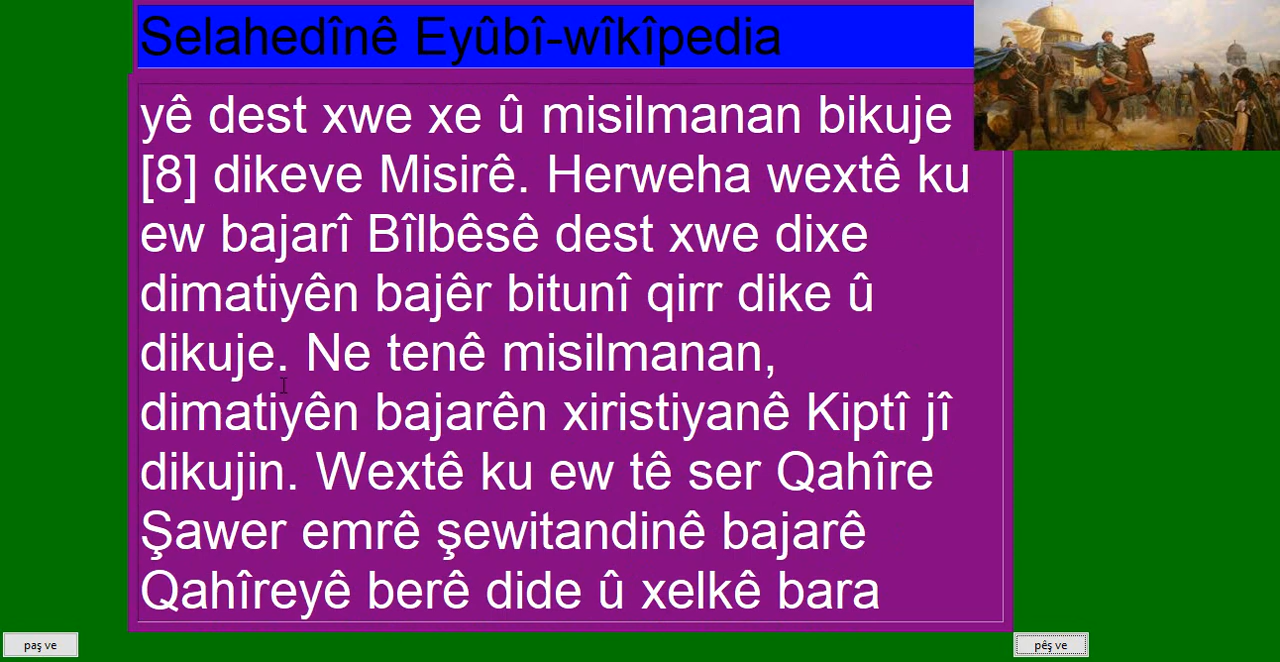 Selahedînê Eyûbî-wîkîpedia
yê dest xwe xe û misilmanan bikuje
[8] dikeve Misirê. Herweha wextê ku
ew bajarî Bîlbêsê dest xwe dixe
dimatiyên bajêr bitunî qirr dike û
dikuje. Ne tenê misilmanan,
dimatiyên bajarên xiristiyanê Kiptî jî
dikujin. Wextê ku ew tê ser Qahîre
Şawer emrê şewitandinê bajarê
Qahîreyê berê dide û xelkê bara
paş ve
pêş ve